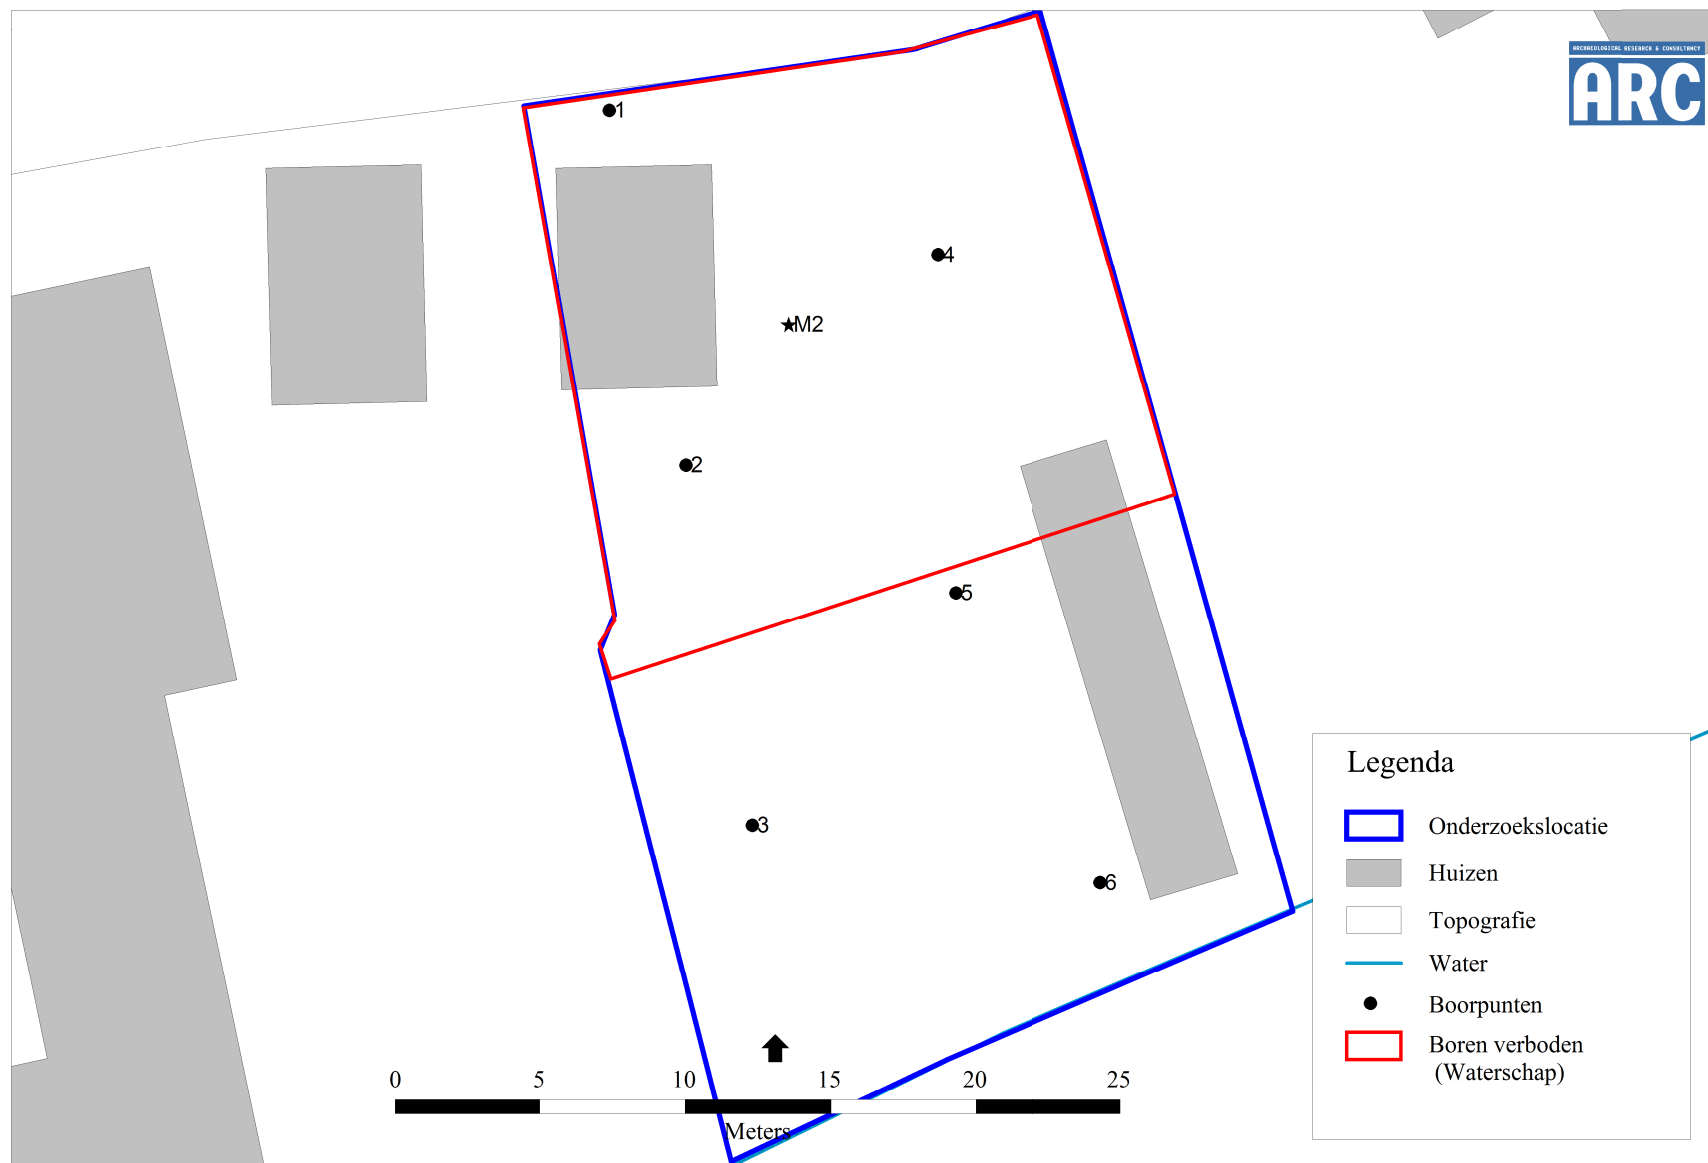 ARCHAEOLOGICAL RESEARCH & CONSULTANCY
ARC
1
4
M2
2
5
3
6
Legenda
Onderzoekslocatie
Huizen
Topografie
Water
Boorpunten
Boren verboden
(Waterschap)
0 5 10 15 20 25
Meters